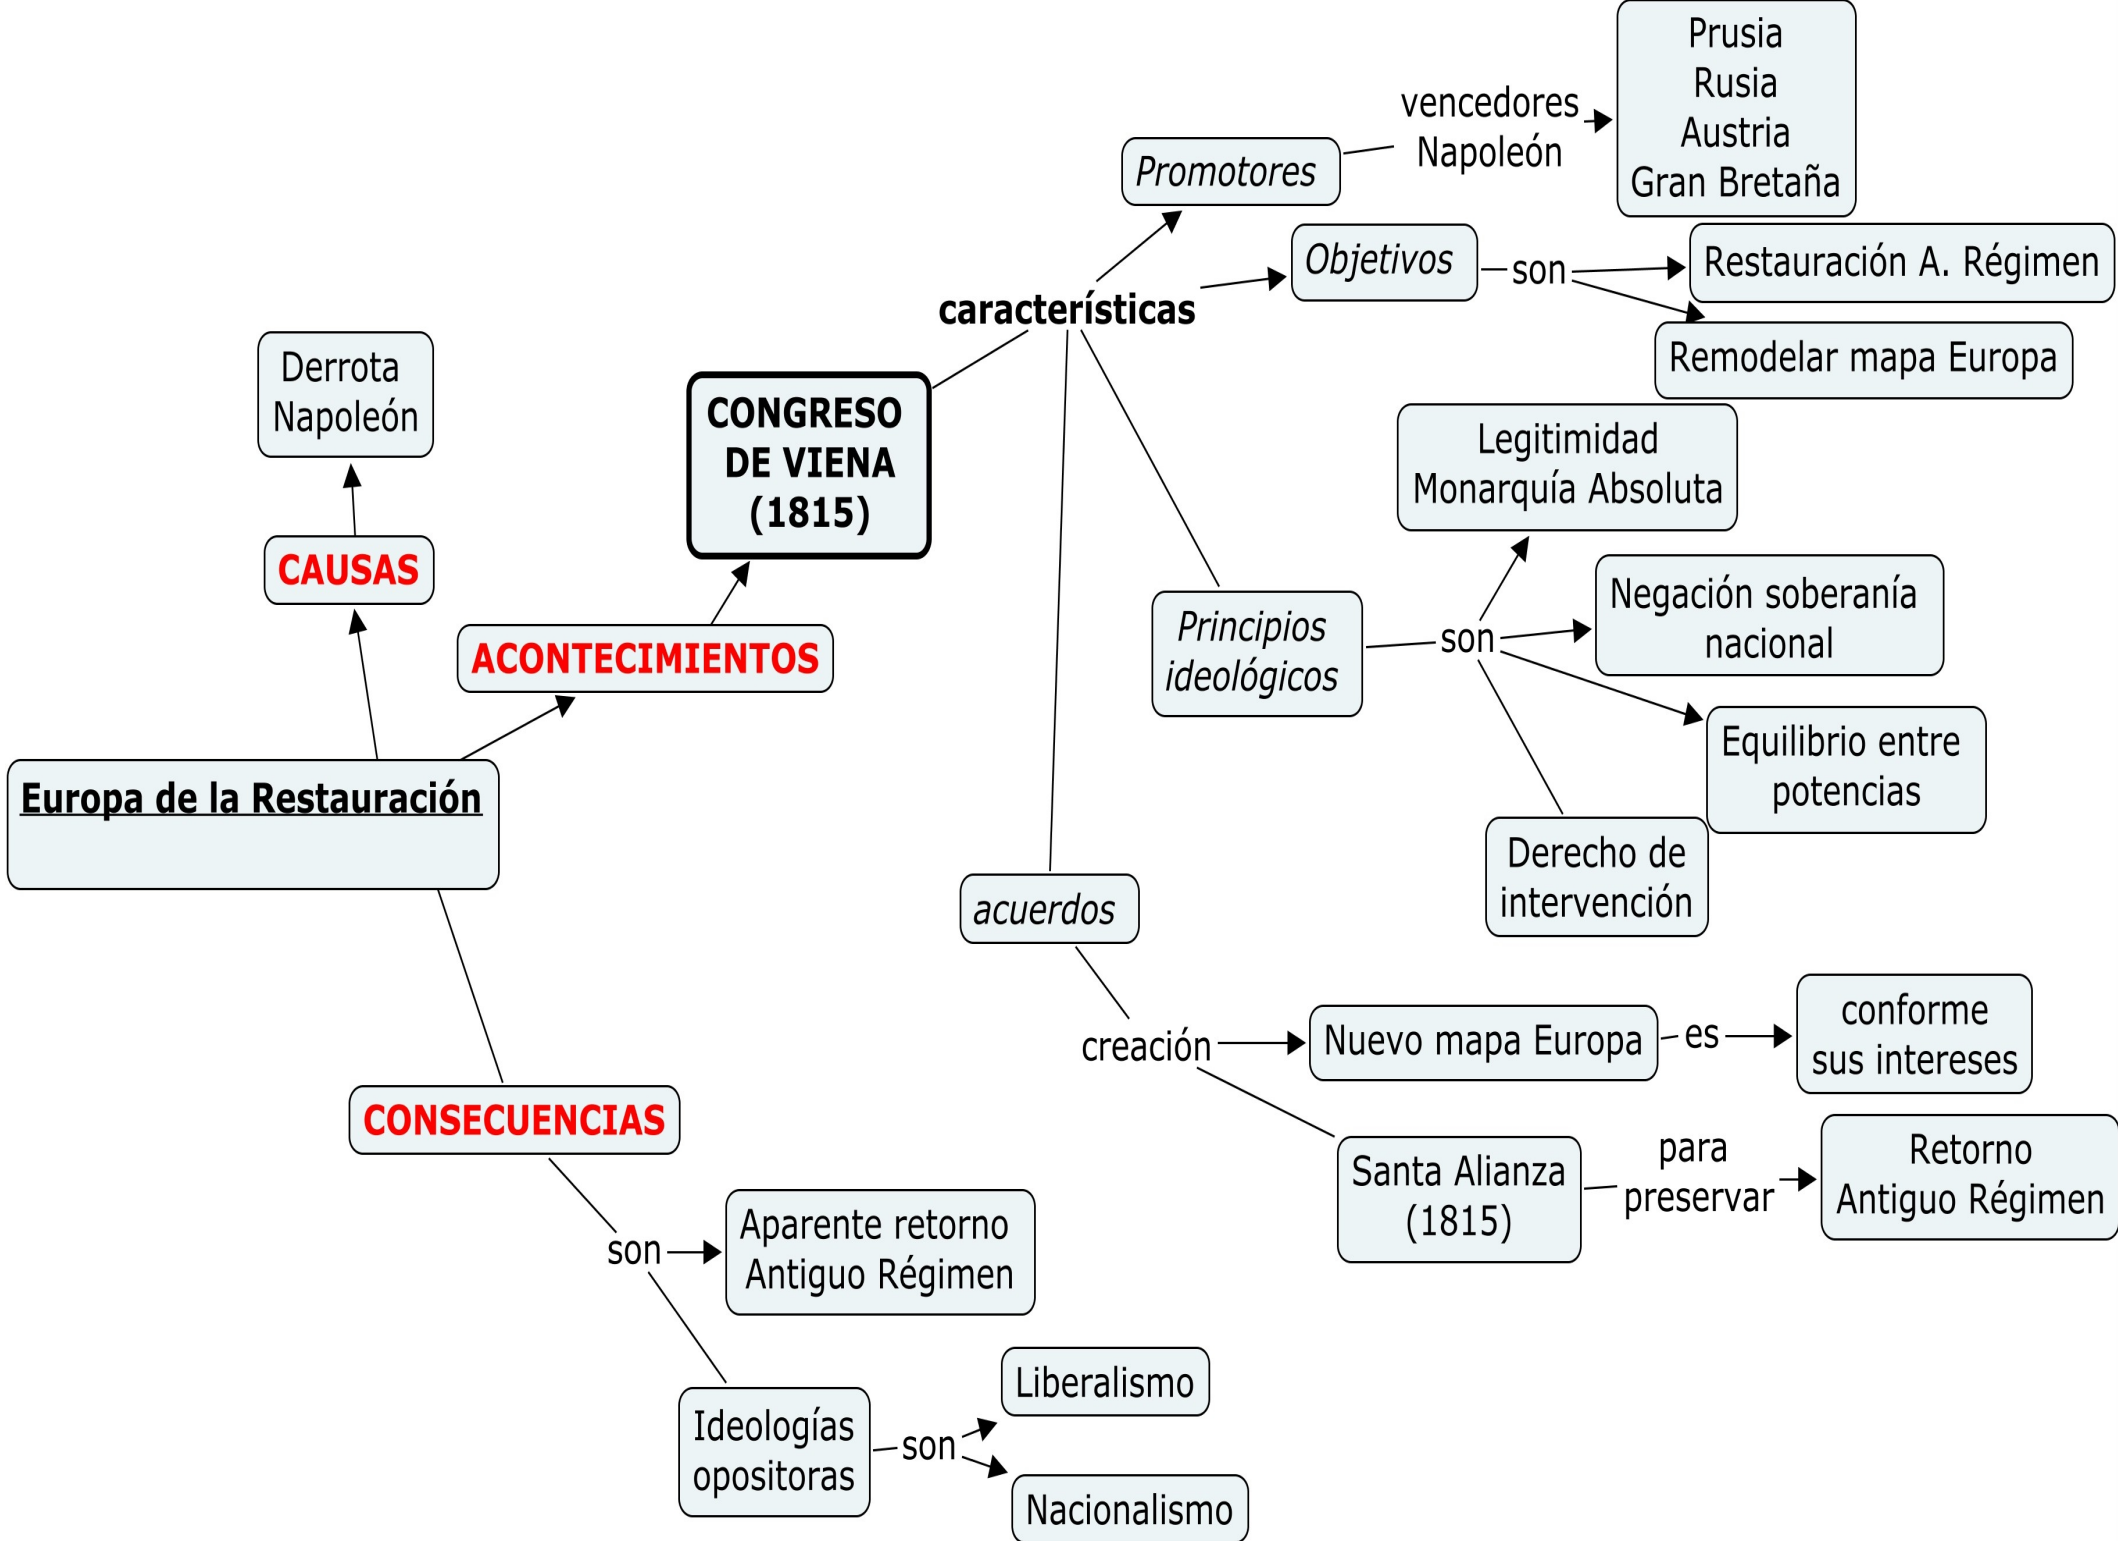 Prusia
Rusia
Austria
Gran Bretaña
vencedores
Napoleón
Promotores
Objetivos
son
Restauración A. Régimen
Remodelar mapa Europa
características
Derrota
Napoleón
CONGRESO
DE VIENA
(1815)
Legitimidad
Monarquía Absoluta
CAUSAS
Negación soberanía
nacional
ACONTECIMIENTOS
Principios
ideológicos
son
Equilibrio entre
potencias
Europa de la Restauración
Derecho de
intervención
acuerdos
creación
Nuevo mapa Europa
es
conforme
sus intereses
CONSECUENCIAS
Santa Alianza
(1815)
para
preservar
Retorno
Antiguo Régimen
son
Aparente retorno
Antiguo Régimen
Ideologías
opositoras
son
Liberalismo
Nacionalismo